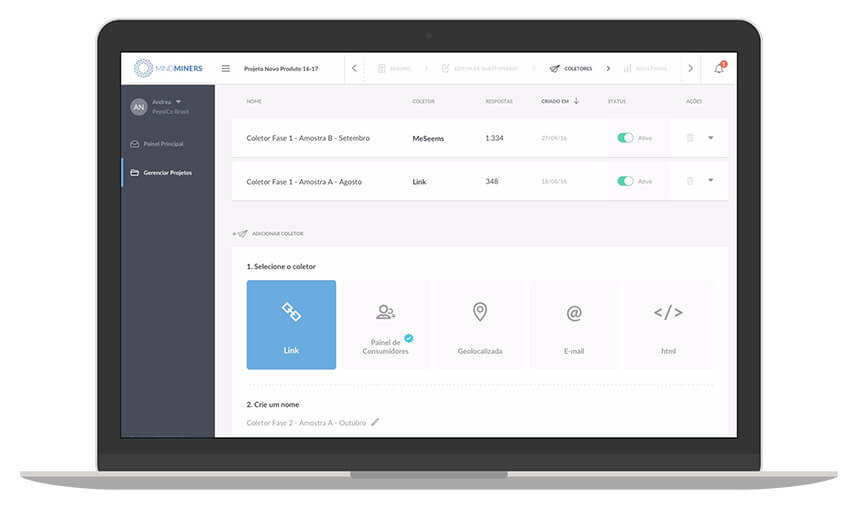 MINDMINERS
Projeto Novo Produto 16-17
RESUMO
EDITOR DE QUESTIONÁRIO
COLETORES
RESULTADOS
1
AN
Andrea
PepsiCo Brasil
Painel Principal
Gerenciar Projetos
NOME COLETOR RESPOSTAS CRIADO EM STATUS AÇÕES
Coletor Fase 1 - Amostra B - Setembro MeSeems 1.334 27/09/16 Ativo
Coletor Fase 1 - Amostra A - Agosto Link 348 18/08/16 Ativo
+ ADICIONAR COLETOR
1. Selecione o coletor
Link
Painel de
Consumidores
Geolocalizada
@
E-mail
</>
html
2. Crie um nome
Coletor Fase 2 - Amostra A - Outubro